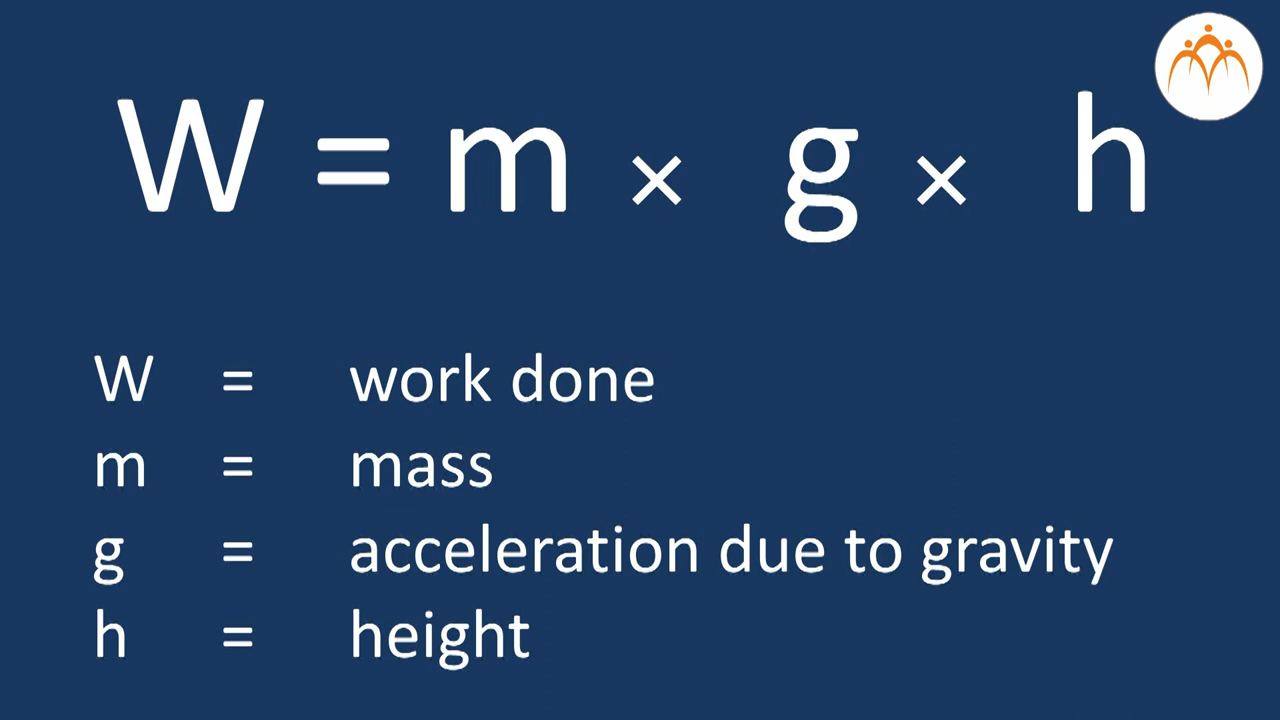 W = m × g × h
W = work done
m = mass
g = acceleration due to gravity
h = height